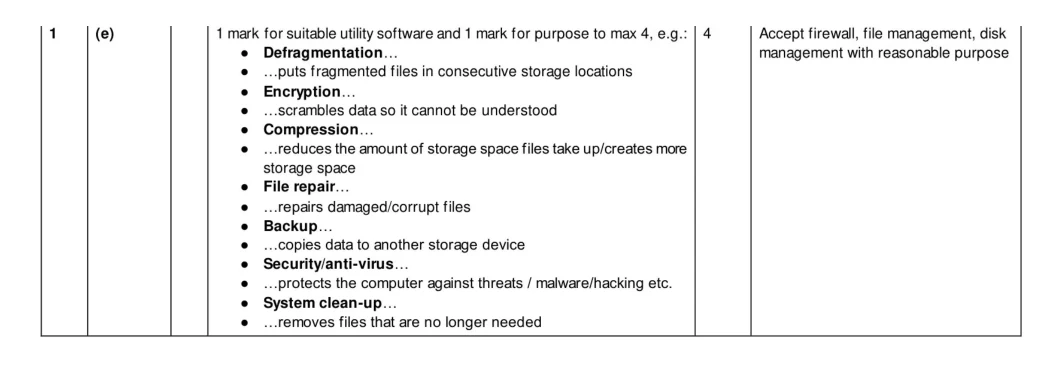 1 (e) 1 mark for suitable utility software and 1 mark for purpose to max 4, e.g.: 4 Accept firewall, file management, disk
● Defragmentation… management with reasonable purpose
● …puts fragmented files in consecutive storage locations
● Encryption…
● …scrambles data so it cannot be understood
● Compression…
● …reduces the amount of storage space files take up/creates more
storage space
● File repair…
● …repairs damaged/corrupt files
● Backup…
● …copies data to another storage device
● Security/anti-virus…
● …protects the computer against threats / malware/hacking etc.
● System clean-up…
● …removes files that are no longer needed